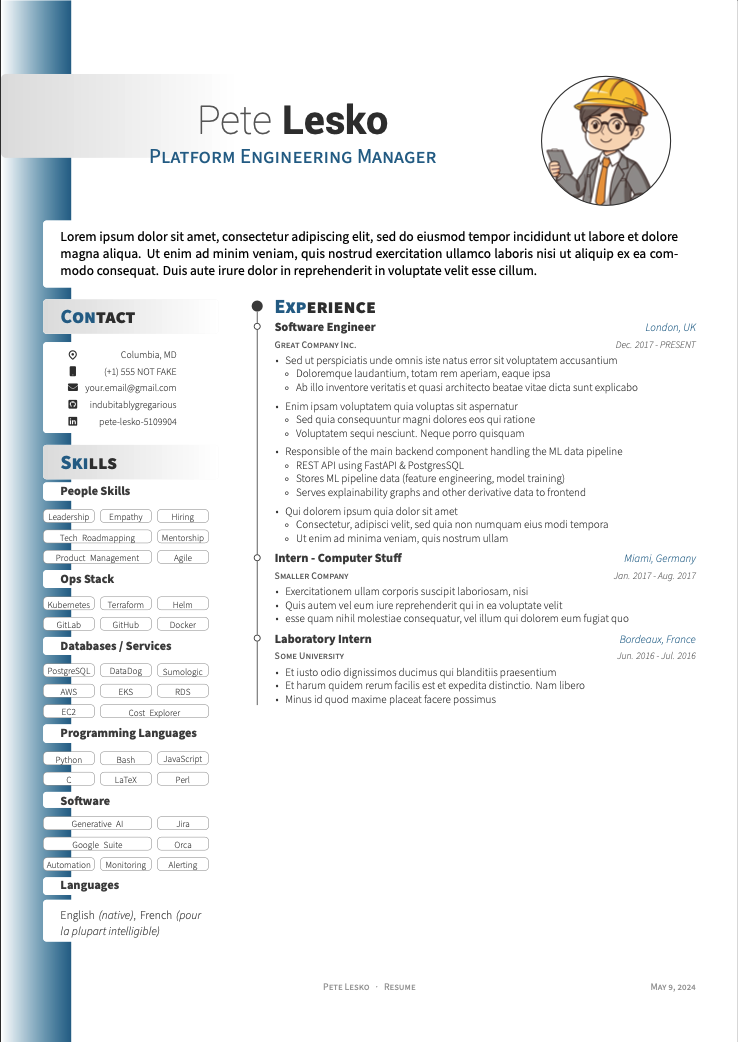 Pete Lesko
Platform Engineering Manager
Lorem ipsum dolor sit amet, consectetur adipiscing elit, sed do eiusmod tempor incididunt ut labore et dolore
magna aliqua. Ut enim ad minim veniam, quis nostrud exercitation ullamco laboris nisi ut aliquip ex ea com-
modo consequat. Duis aute irure dolor in reprehenderit in voluptate velit esse cillum.
Contact
Columbia, MD
(+1) 555 NOT FAKE
your.email@gmail.com
indubitablygregarious
pete-lesko-5109904
Skills
People Skills
Leadership Empathy Hiring
Tech Roadmapping Mentorship
Product Management Agile
Ops Stack
Kubernetes Terraform Helm
GitLab GitHub Docker
Databases / Services
PostgreSQL DataDog Sumologic
AWS EKS RDS
EC2 Cost Explorer
Programming Languages
Python Bash JavaScript
C LaTeX Perl
Software
Generative AI Jira
Google Suite Orca
Automation Monitoring Alerting
Languages
English (native), French (pour
la plupart intelligible)
Experience
Software Engineer London, UK
Great Company Inc. Dec. 2017 - PRESENT
• Sed ut perspiciatis unde omnis iste natus error sit voluptatem accusantium
◦ Doloremque laudantium, totam rem aperiam, eaque ipsa
◦ Ab illo inventore veritatis et quasi architecto beatae vitae dicta sunt explicabo
• Enim ipsam voluptatem quia voluptas sit aspernatur
◦ Sed quia consequuntur magni dolores eos qui ratione
◦ Voluptatem sequi nesciunt. Neque porro quisquam
• Responsible of the main backend component handling the ML data pipeline
◦ REST API using FastAPI & PostgresSQL
◦ Stores ML pipeline data (feature engineering, model training)
◦ Serves explainability graphs and other derivative data to frontend
• Qui dolorem ipsum quia dolor sit amet
◦ Consectetur, adipisci velit, sed quia non numquam eius modi tempora
◦ Ut enim ad minima veniam, quis nostrum ullam
Intern - Computer Stuff Miami, Germany
Smaller Company Jan. 2017 - Aug. 2017
• Exercitationem ullam corporis suscipit laboriosam, nisi
• Quis autem vel eum iure reprehenderit qui in ea voluptate velit
• esse quam nihil molestiae consequatur, vel illum qui dolorem eum fugiat quo
Laboratory Intern Bordeaux, France
Some University Jun. 2016 - Jul. 2016
• Et iusto odio dignissimos ducimus qui blanditiis praesentium
• Et harum quidem rerum facilis est et expedita distinctio. Nam libero
• Minus id quod maxime placeat facere possimus
Pete Lesko · Resume May 9, 2024